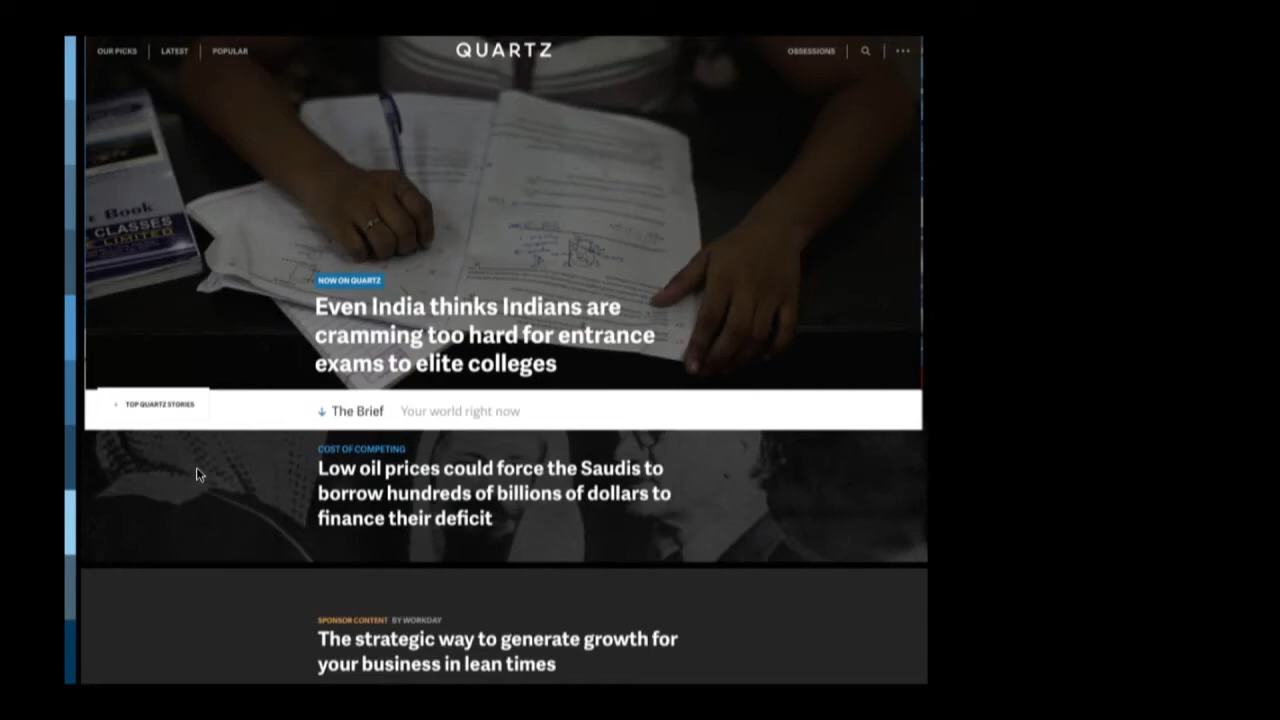 OUR PICKS LATEST POPULAR QUARTZ OBSESSIONS
Book
CLASSES
LIMITED
NOW ON QUARTZ
Even India thinks Indians are
cramming too hard for entrance
exams to elite colleges
TOP QUARTZ STORIES
The Brief Your world right now
COST OF COMPETING
Low oil prices could force the Saudis to
borrow hundreds of billions of dollars to
finance their deficit
SPONSOR CONTENT BY WORKDAY
The strategic way to generate growth for
your business in lean times